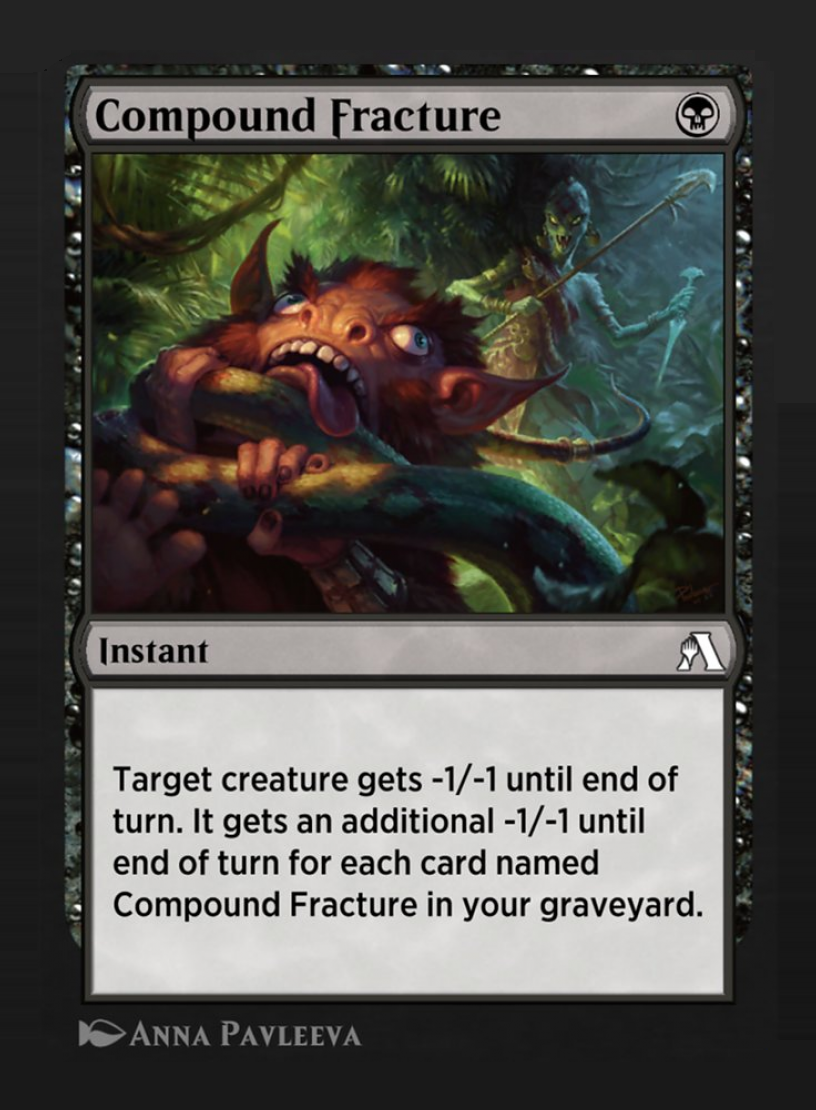 Compound Fracture
Instant
Target creature gets -1/-1 until end of
turn. It gets an additional -1/-1 until
end of turn for each card named
Compound Fracture in your graveyard.
Anna Pavleeva